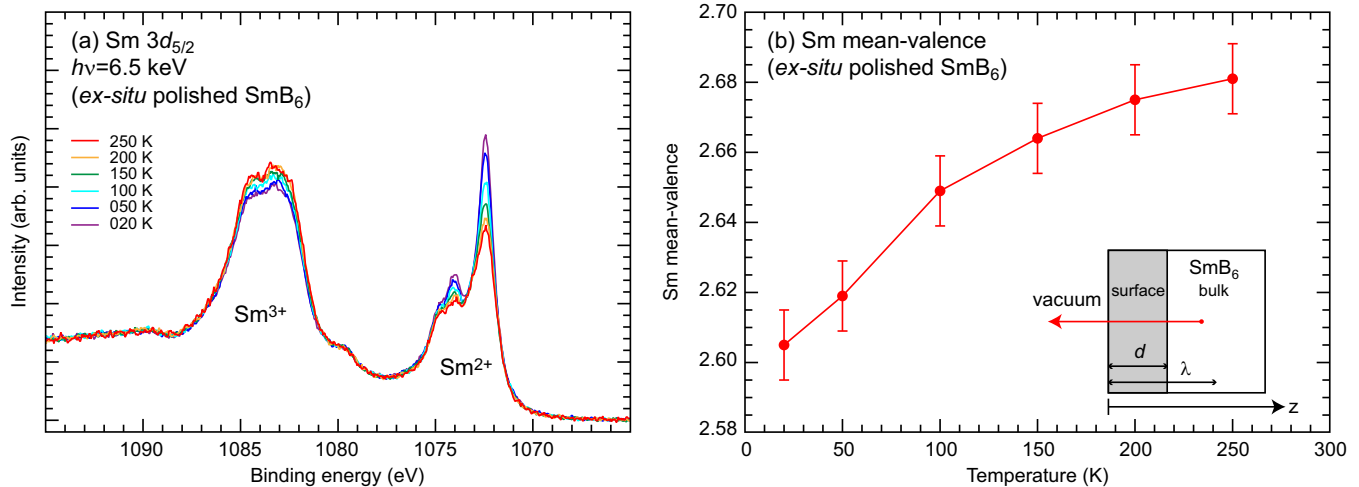 (a) Sm 3d5/2
hν=6.5 keV
(ex-situ polished SmB6)
250 K
200 K
150 K
100 K
050 K
020 K
Sm3+
Sm2+
Intensity (arb. units)
1090
1080
1070
Binding energy (eV)
(b) Sm mean-valence
(ex-situ polished SmB6)
2.70
2.68
2.66
2.64
2.62
2.60
2.58
Sm mean-valence
SmB6
bulk
surface
vacuum
d
λ
z
0
50
100
150
200
250
300
Temperature (K)